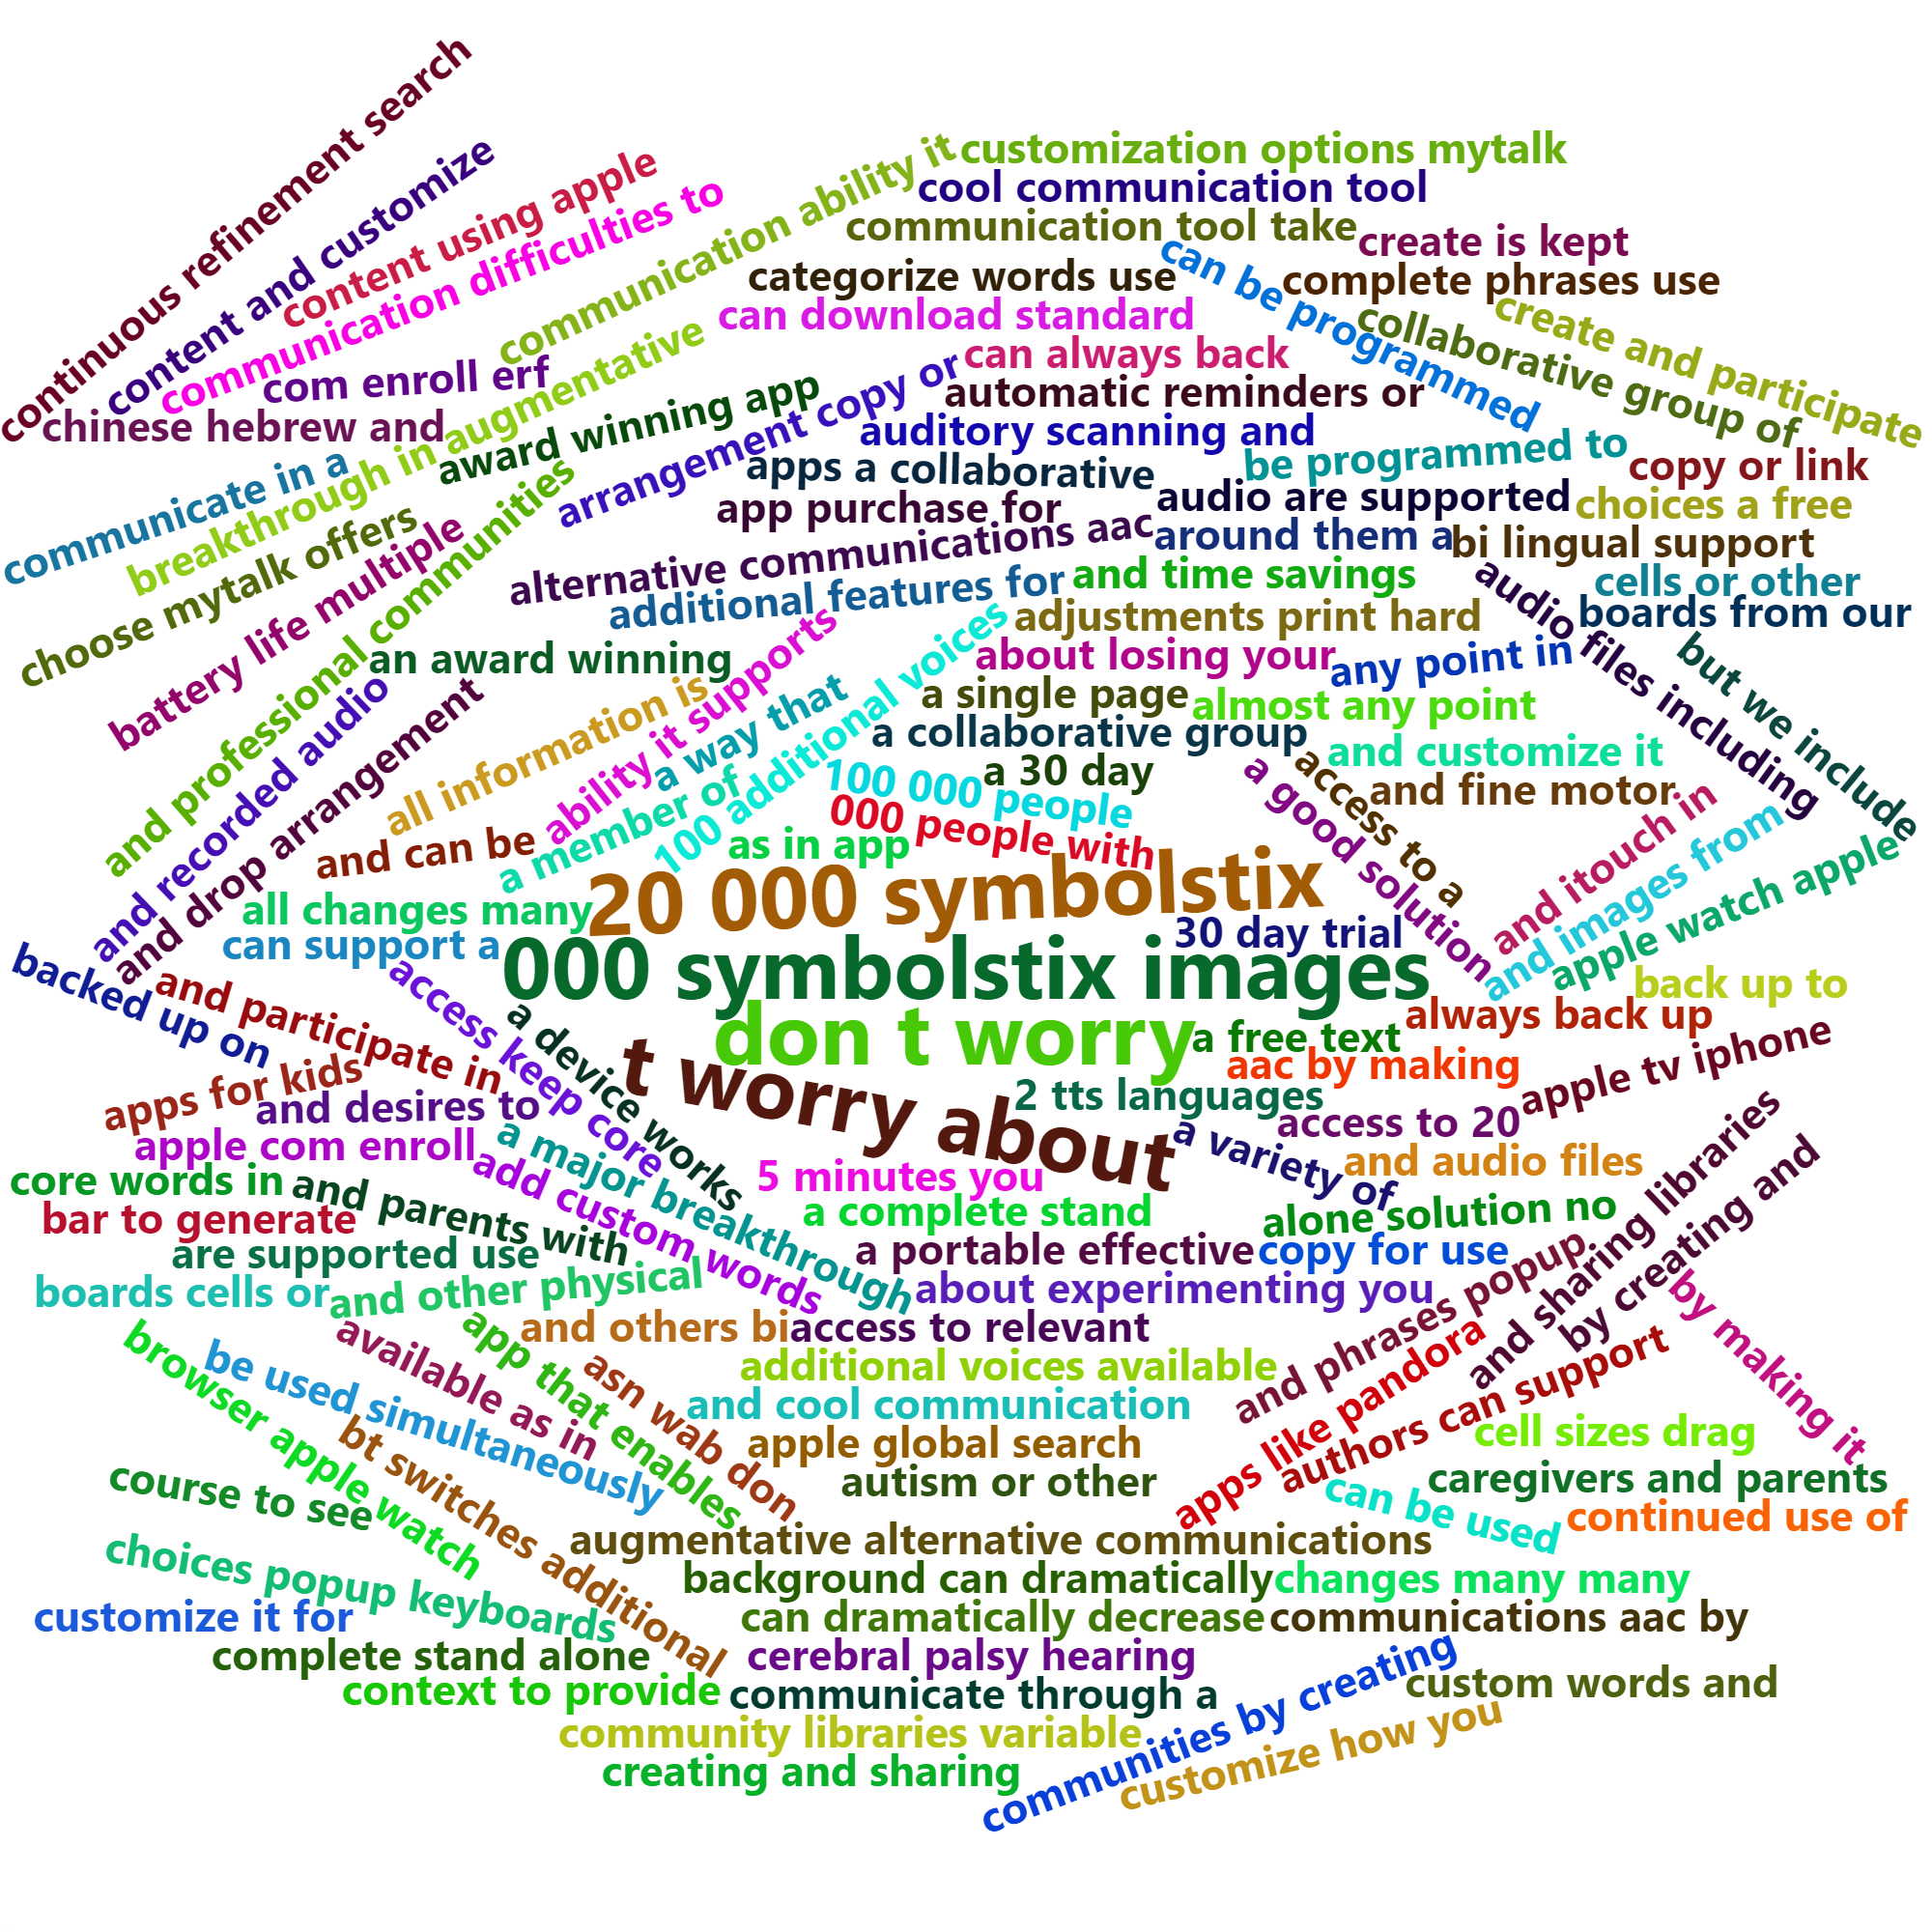 continuous refinement search
content and customize
content using apple
communication difficulties to
communication ability it
customization options mytalk
cool communication tool
communication tool take
create is kept
categorize words use
can be programmed
complete phrases use
can download standard
collaborative group of
create and participate
com enroll erf
can always back
chinese hebrew and
breakthrough in augmentative
award winning app
arrangement copy or
automatic reminders or
auditory scanning and
be programmed to
copy or link
communicate in a
apps a collaborative
app purchase for
audio are supported
choices a free
choose mytalk offers
alternative communications aac
around them a
bi lingual support
battery life multiple
additional features for
and time savings
audio files including
cells or other
and professional communities
adjustments print hard
boards from our
an award winning
about losing your
any point in
but we include
and recorded audio
all information is
ability it supports
a way that
100 additional voices
a single page
almost any point
and drop arrangement
a collaborative group
and customize it
a member of
100 000 people
a 30 day
a good solution
access to a
and fine motor
and can be
as in app
000 people with
and itouch in
and images from
apple watch apple
all changes many
20 000 symbolstix
can support a
30 day trial
backed up on
000 symbolstix images
back up to
and participate in
access keep core
a device works
don t worry
a free text
always back up
apps for kids
t worry about
aac by making
apple tv iphone
and desires to
2 tts languages
access to 20
apple com enroll
a major breakthrough
a variety of
and audio files
core words in
and parents with
add custom words
5 minutes you
and sharing libraries
by creating and
bar to generate
a complete stand
alone solution no
are supported use
a portable effective
copy for use
boards cells or
and other physical
about experimenting you
and phrases popup
by making it
browser apple watch
be used simultaneously
available as in
app that enables
and others bi
access to relevant
asn wab don
additional voices available
apps like pandora
authors can support
and cool communication
bt switches additional
apple global search
cell sizes drag
course to see
autism or other
can be used
caregivers and parents
continued use of
augmentative alternative communications
choices popup keyboards
background can dramatically
changes many many
customize it for
can dramatically decrease
communications aac by
complete stand alone
cerebral palsy hearing
context to provide
communicate through a
communities by creating
custom words and
community libraries variable
customize how you
creating and sharing